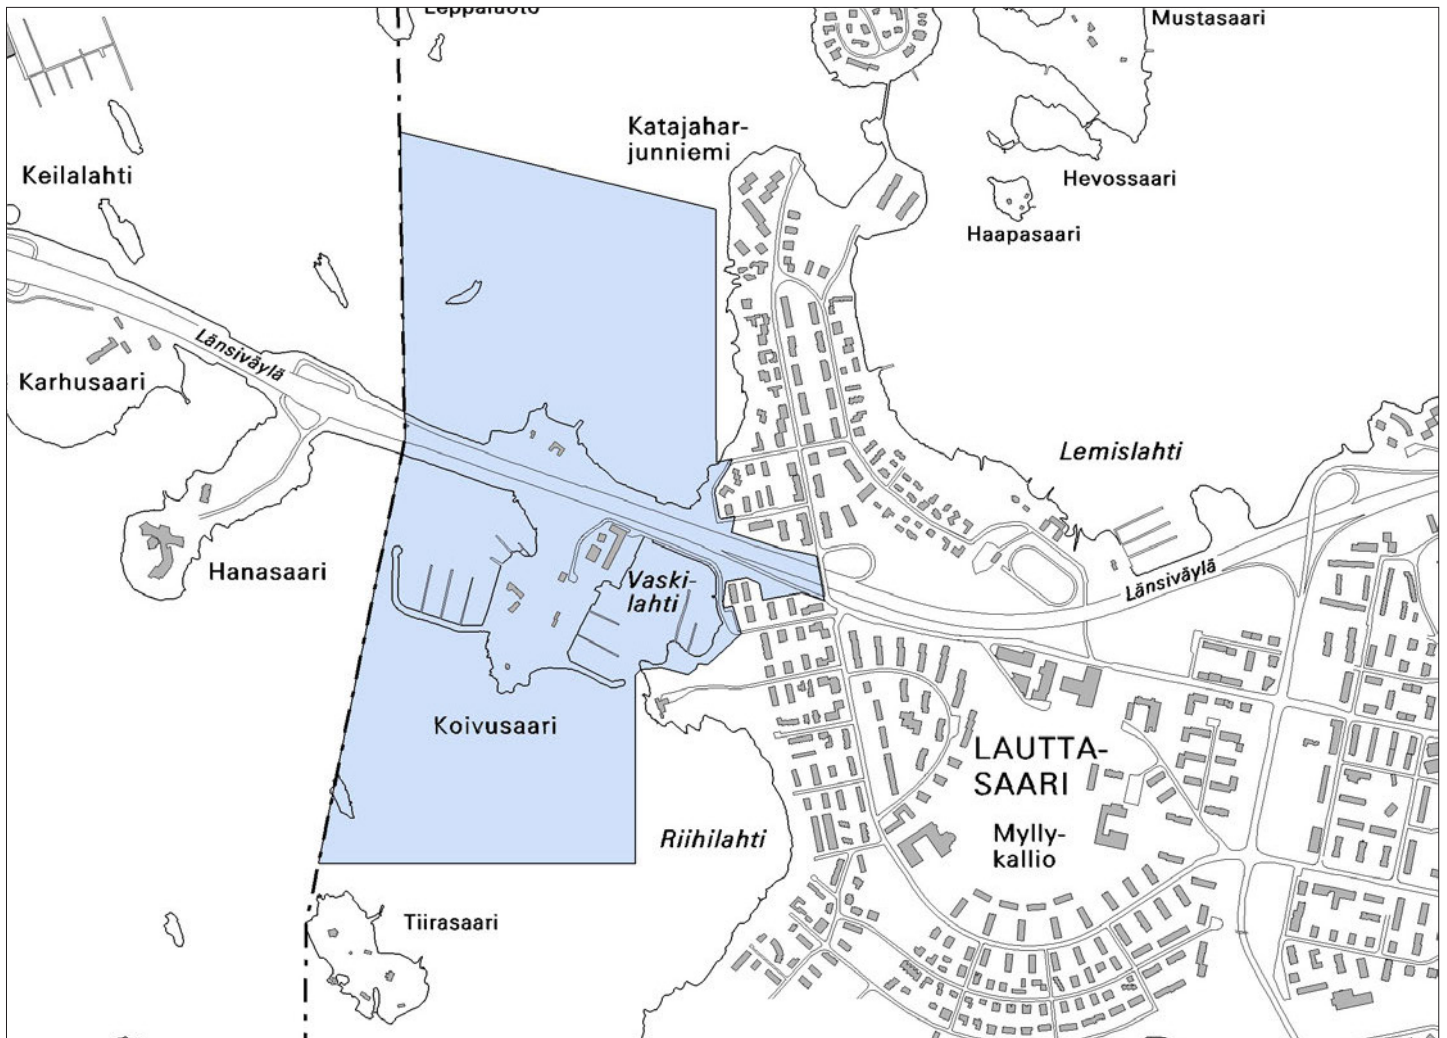 Leppäluoto
Mustasaari
Katajahar-
junniemi
Keilalahti
Hevossaari
Haapasaari
Länsiväylä
Karhusaari
Lemislahti
Hanasaari
Vaski-
lahti
Länsiväylä
Koivusaari
LAUTTA-
SAARI
Riihilahti
Mylly-
kallio
Tiirasaari